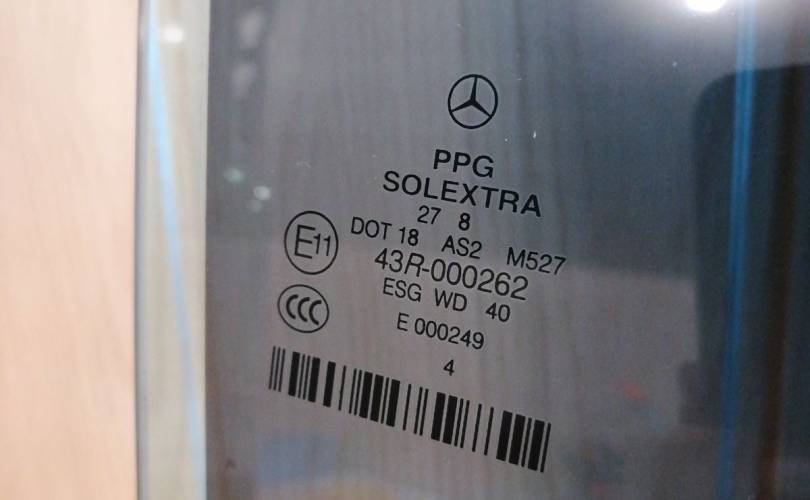 PPG
SOLEXTRA
27 8
DOT 18 AS2 M527
E11 43R-000262
CCC ESG WD 40
E 000249
4